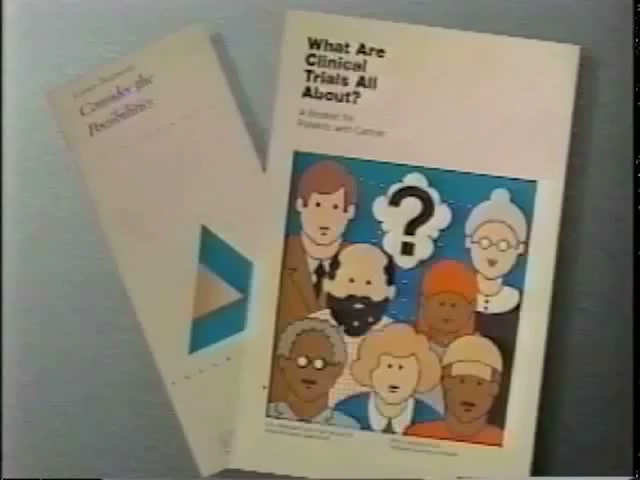 Consider the
Possibilities
What Are
Clinical
Trials All
About?
A Booklet for
Patients with Cancer
?